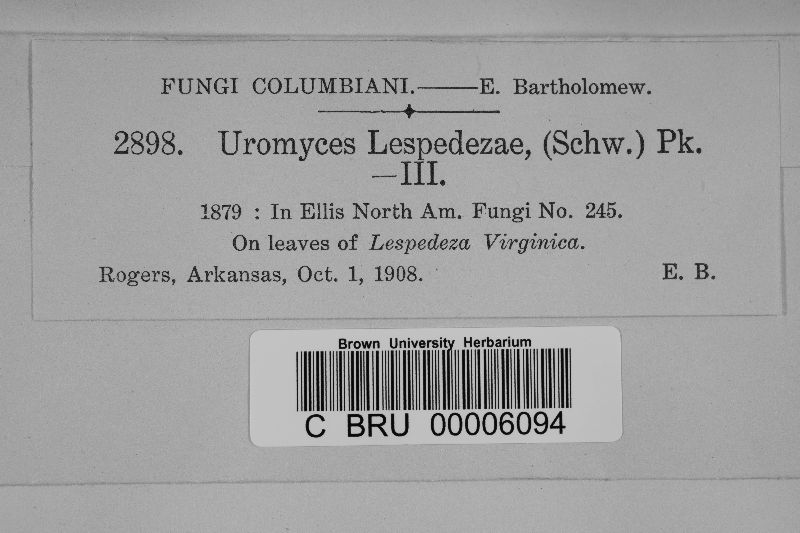 FUNGI COLUMBIANI.——E. Bartholomew.
2898. Uromyces Lespedezae, (Schw.) Pk.
—III.
1879 : In Ellis North Am. Fungi No. 245.
On leaves of Lespedeza Virginica.
Rogers, Arkansas, Oct. 1, 1908. E. B.
Brown University Herbarium
C BRU 00006094